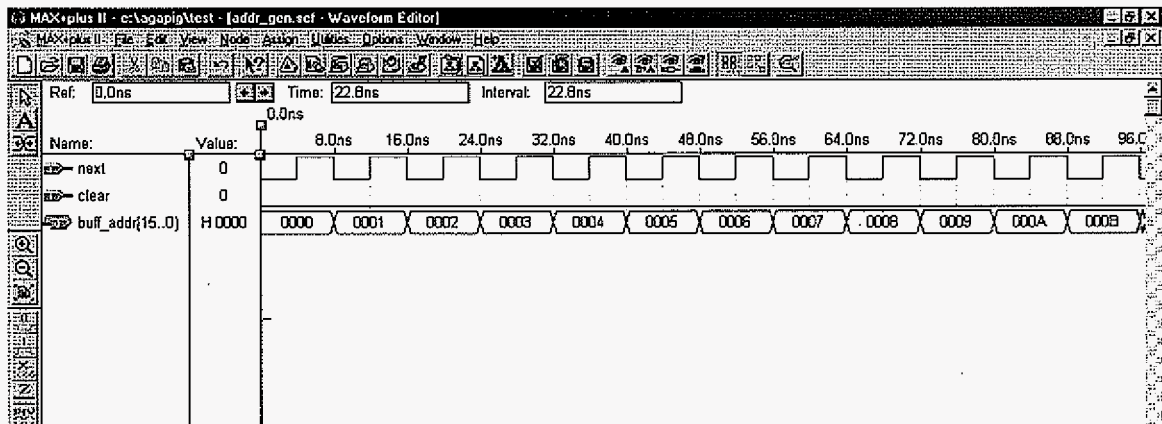 MAX+plus II - c:\agapig\test - [addr_gen.scf - Waveform Editor]
MAX+plus II File Edit View Node Assign Utilities Options Window Help
Ref: 0.0ns Time: 22.8ns Interval: 22.8ns
0.0ns
Name: Value: 8.0ns 16.0ns 24.0ns 32.0ns 40.0ns 48.0ns 56.0ns 64.0ns 72.0ns 80.0ns 88.0ns 96.0
next 0
clear 0
buff_addr[15..0] H 0000 0000 0001 0002 0003 0004 0005 0006 0007 0008 0009 000A 000B